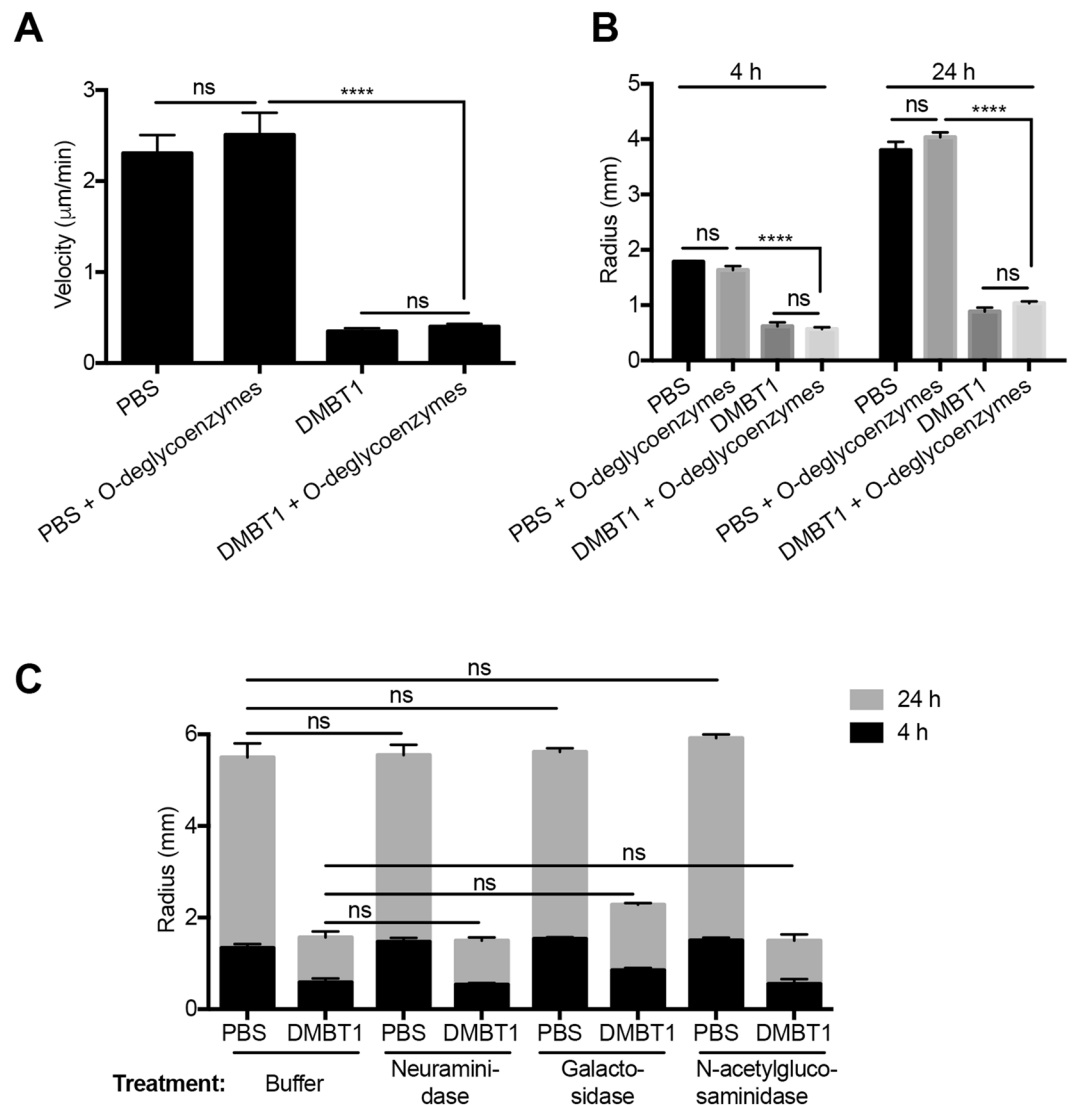 A
Velocity (µm/min)
3
2
1
0
ns
****
ns
PBS
PBS + O-deglycoenzymes
DMBT1
DMBT1 + O-deglycoenzymes
B
Radius (mm)
5
4
3
2
1
0
4 h
24 h
ns
****
ns
ns
****
ns
PBS
PBS + O-deglycoenzymes
DMBT1
DMBT1 + O-deglycoenzymes
PBS
PBS + O-deglycoenzymes
DMBT1
DMBT1 + O-deglycoenzymes
C
ns
ns
ns
24 h
4 h
Radius (mm)
6
4
2
0
ns
ns
ns
PBS DMBT1 PBS DMBT1 PBS DMBT1 PBS DMBT1
Treatment: Buffer
Neuramini-
dase
Galacto-
sidase
N-acetylgluco-
saminidase